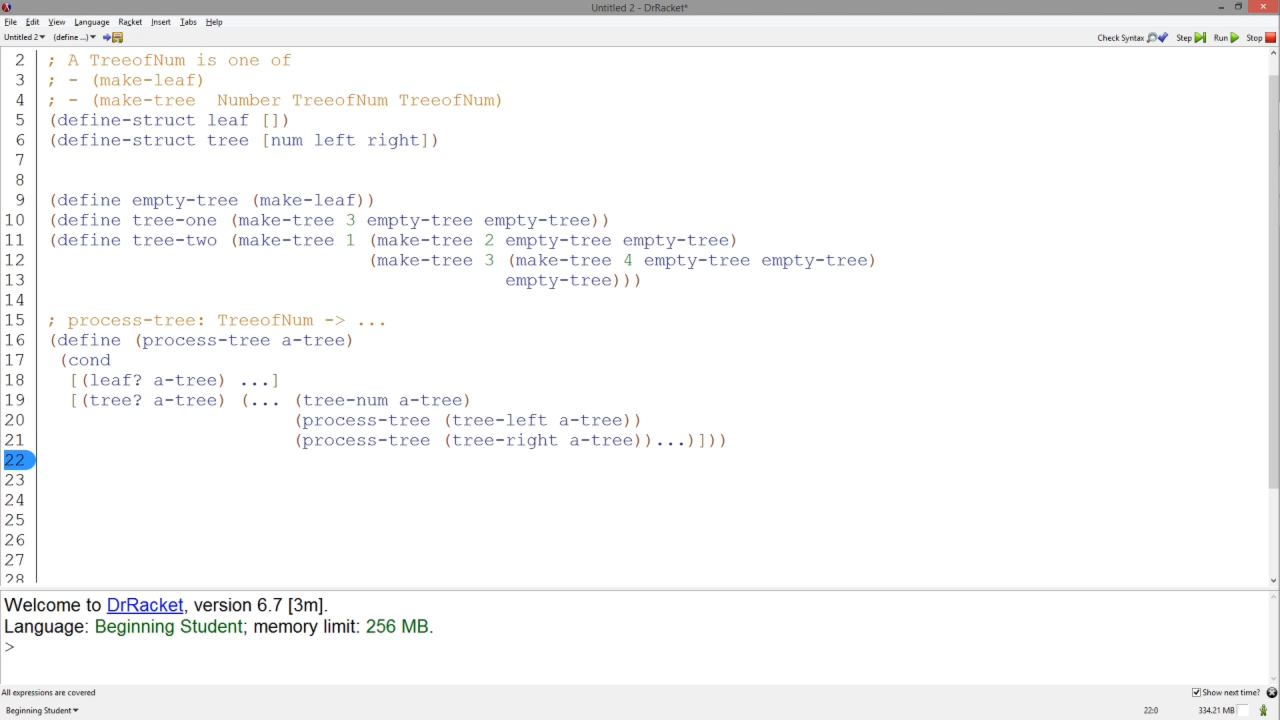 Untitled 2 - DrRacket*
File Edit View Language Racket Insert Tabs Help
Untitled 2 (define ...) Check Syntax Step Run Stop
2 ; A TreeofNum is one of
3 ; - (make-leaf)
4 ; - (make-tree  Number TreeofNum TreeofNum)
5 (define-struct leaf [])
6 (define-struct tree [num left right])
7
8
9 (define empty-tree (make-leaf))
10 (define tree-one (make-tree 3 empty-tree empty-tree))
11 (define tree-two (make-tree 1 (make-tree 2 empty-tree empty-tree)
12                               (make-tree 3 (make-tree 4 empty-tree empty-tree)
13                                            empty-tree)))
14
15 ; process-tree: TreeofNum -> ...
16 (define (process-tree a-tree)
17  (cond
18   [(leaf? a-tree) ...]
19   [(tree? a-tree) (... (tree-num a-tree)
20                        (process-tree (tree-left a-tree))
21                        (process-tree (tree-right a-tree))...)]))
22
23
24
25
26
27
28
Welcome to DrRacket, version 6.7 [3m].
Language: Beginning Student; memory limit: 256 MB.
>
All expressions are covered Show next time?
Beginning Student 22:0 334.21 MB